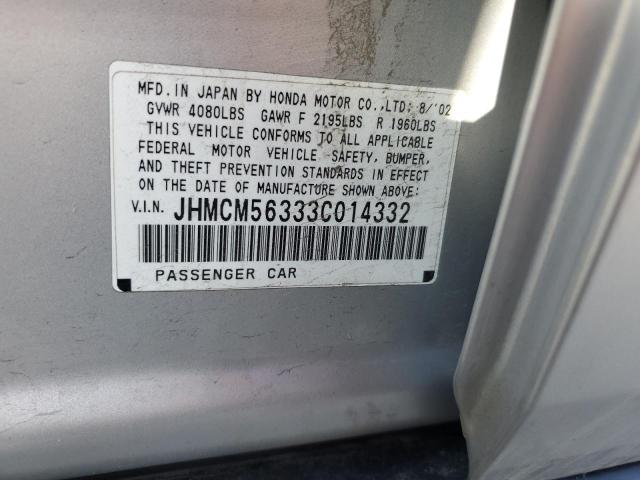 MFD. IN JAPAN BY HONDA MOTOR CO.,LTD; 8/'02
GVWR 4080LBS GAWR F 2195LBS R 1960LBS
THIS VEHICLE CONFORMS TO ALL APPLICABLE
FEDERAL MOTOR VEHICLE SAFETY, BUMPER,
AND THEFT PREVENTION STANDARDS IN EFFECT
ON THE DATE OF MANUFACTURE SHOWN ABOVE:
V.I.N. JHMCM56333C014332
PASSENGER CAR